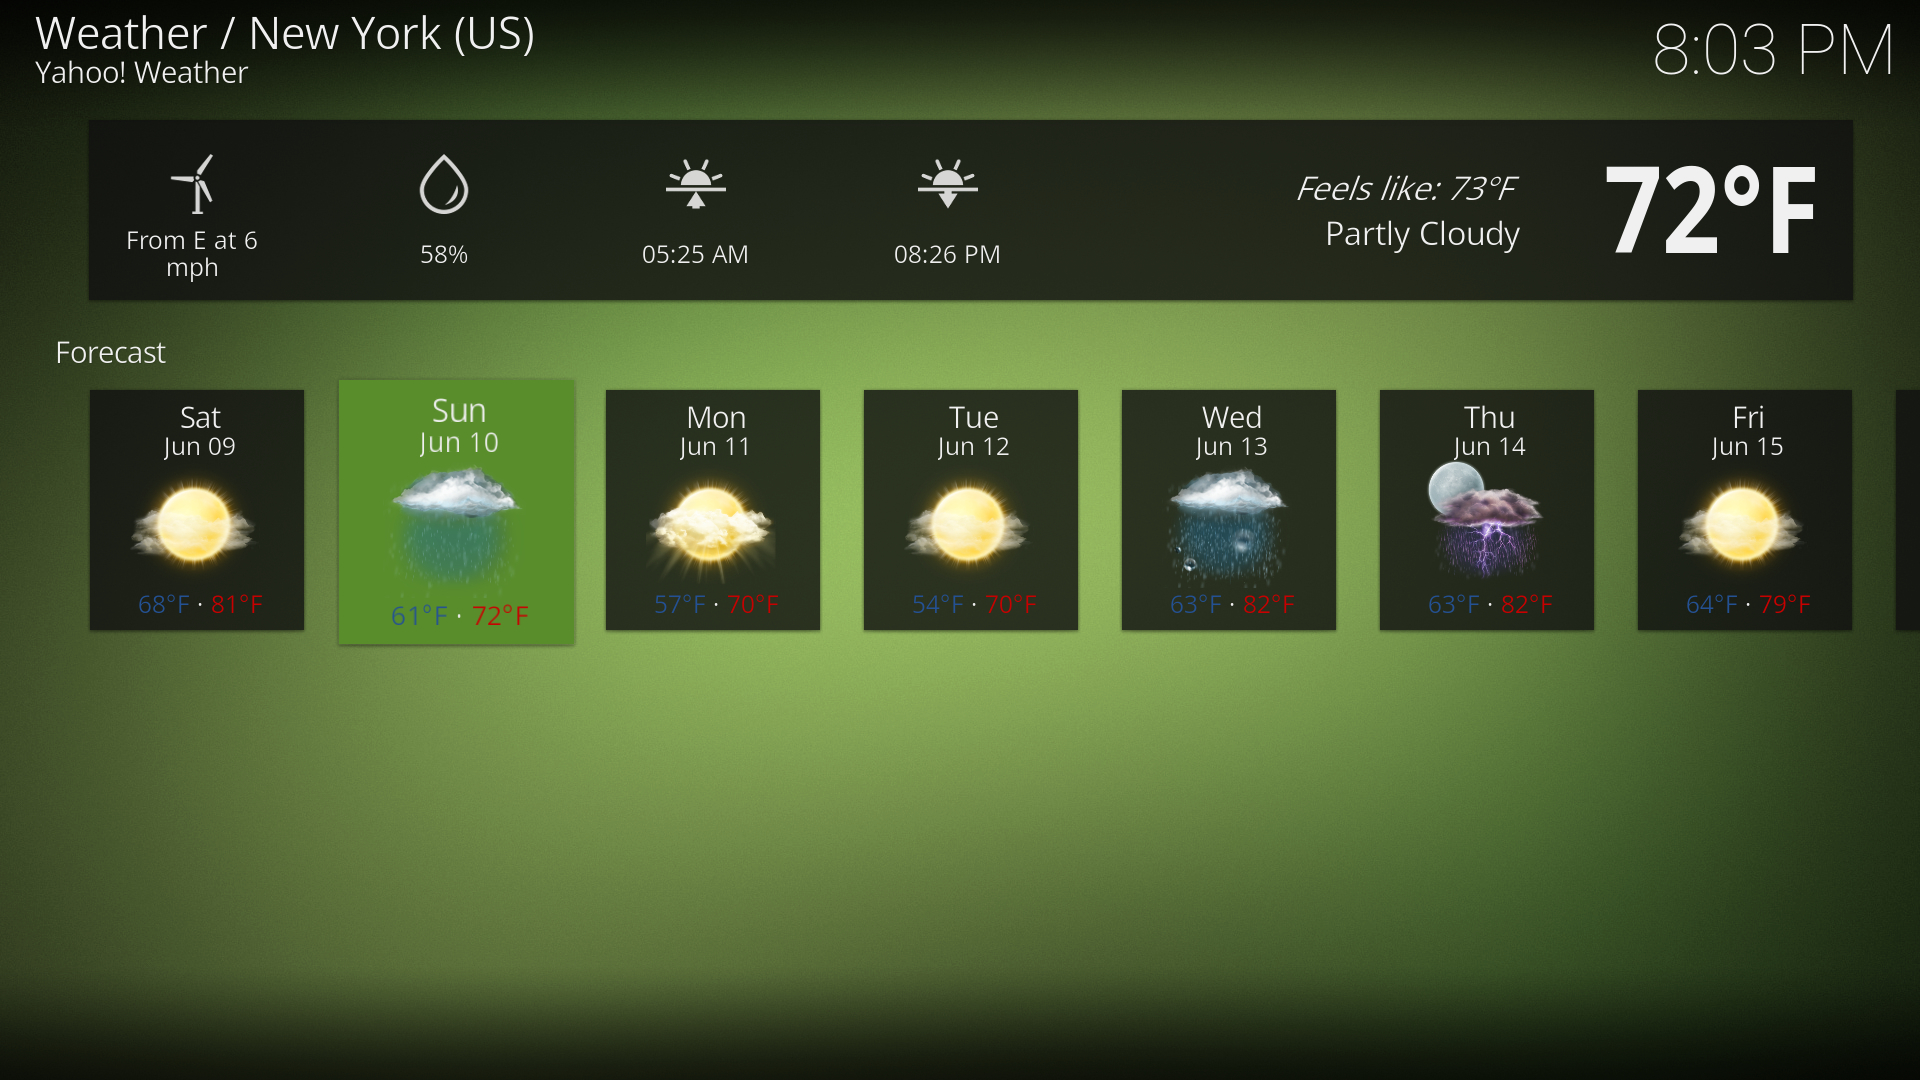 Weather / New York (US)
Yahoo! Weather
8:03 PM
From E at 6
mph
58%
05:25 AM
08:26 PM
Feels like: 73°F
Partly Cloudy
72°F
Forecast
Sat
Jun 09
68°F · 81°F
Sun
Jun 10
61°F · 72°F
Mon
Jun 11
57°F · 70°F
Tue
Jun 12
54°F · 70°F
Wed
Jun 13
63°F · 82°F
Thu
Jun 14
63°F · 82°F
Fri
Jun 15
64°F · 79°F